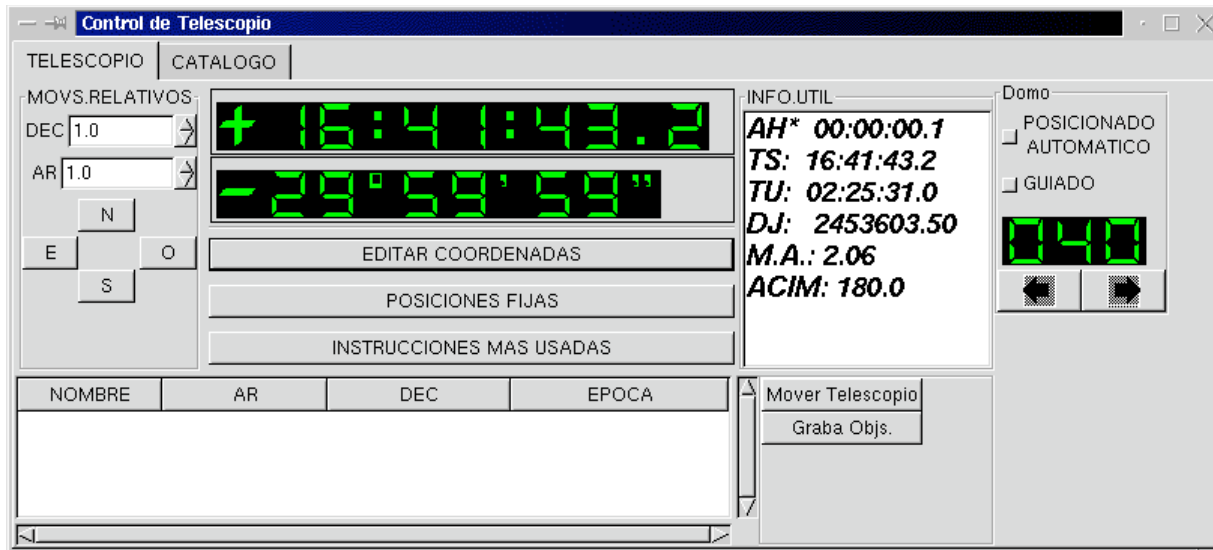 Control de Telescopio
TELESCOPIO CATALOGO
MOVS.RELATIVOS
DEC 1.0
AR 1.0
N
E O
S
+ 16:41:43.2
-29°59'59"
EDITAR COORDENADAS
POSICIONES FIJAS
INSTRUCCIONES MAS USADAS
INFO.UTIL
AH* 00:00:00.1
TS: 16:41:43.2
TU: 02:25:31.0
DJ: 2453603.50
M.A.: 2.06
ACIM: 180.0
Domo
POSICIONADO
AUTOMATICO
GUIADO
040
NOMBRE AR DEC EPOCA
Mover Telescopio
Graba Objs.